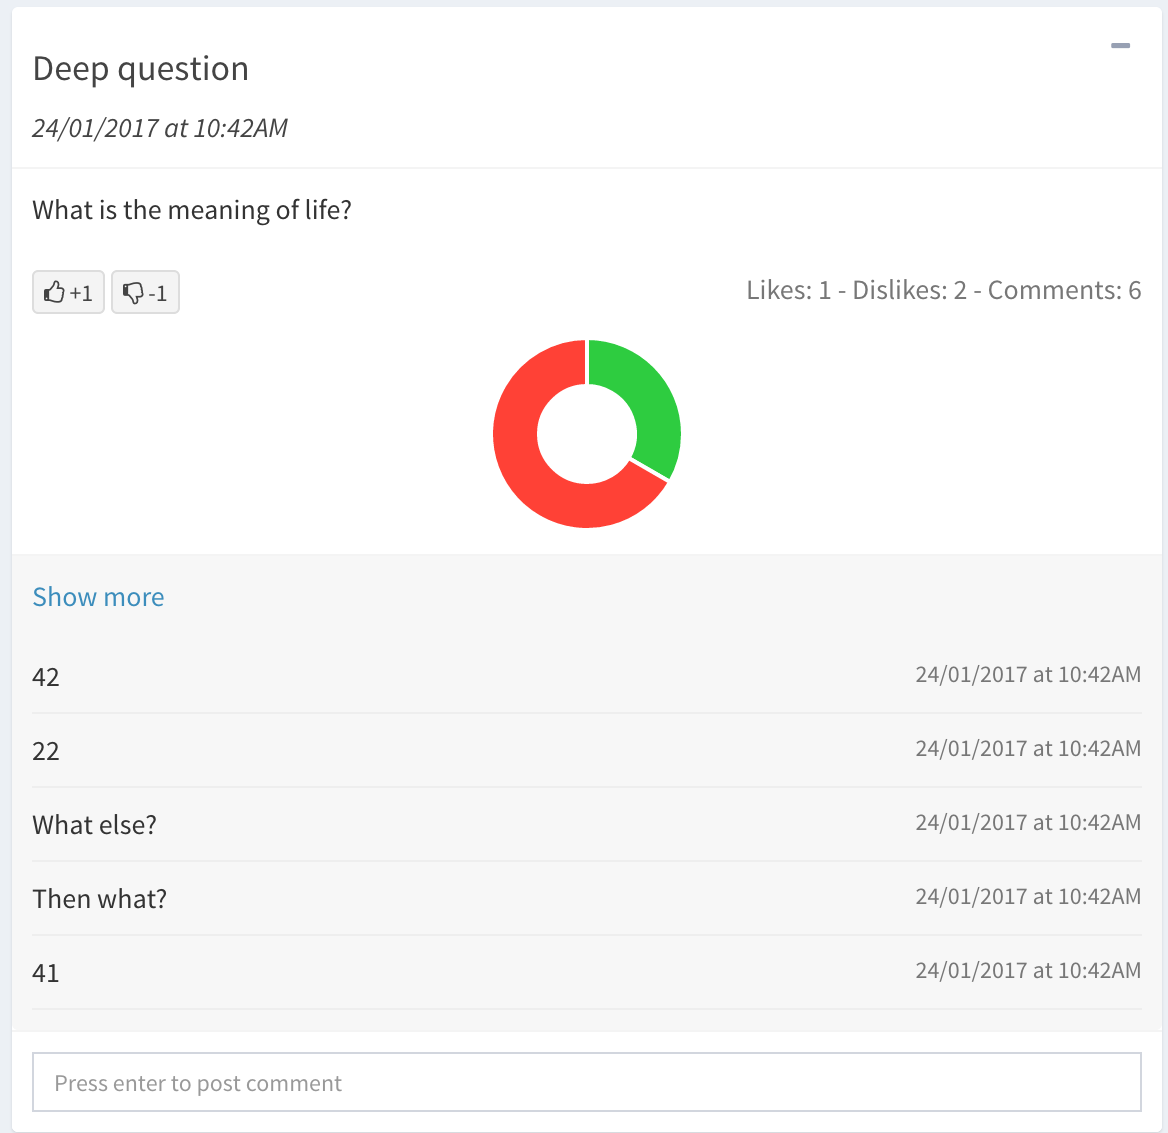 Deep question
24/01/2017 at 10:42AM
What is the meaning of life?
+1 -1 Likes: 1 - Dislikes: 2 - Comments: 6
Show more
42 24/01/2017 at 10:42AM
22 24/01/2017 at 10:42AM
What else? 24/01/2017 at 10:42AM
Then what? 24/01/2017 at 10:42AM
41 24/01/2017 at 10:42AM
Press enter to post comment